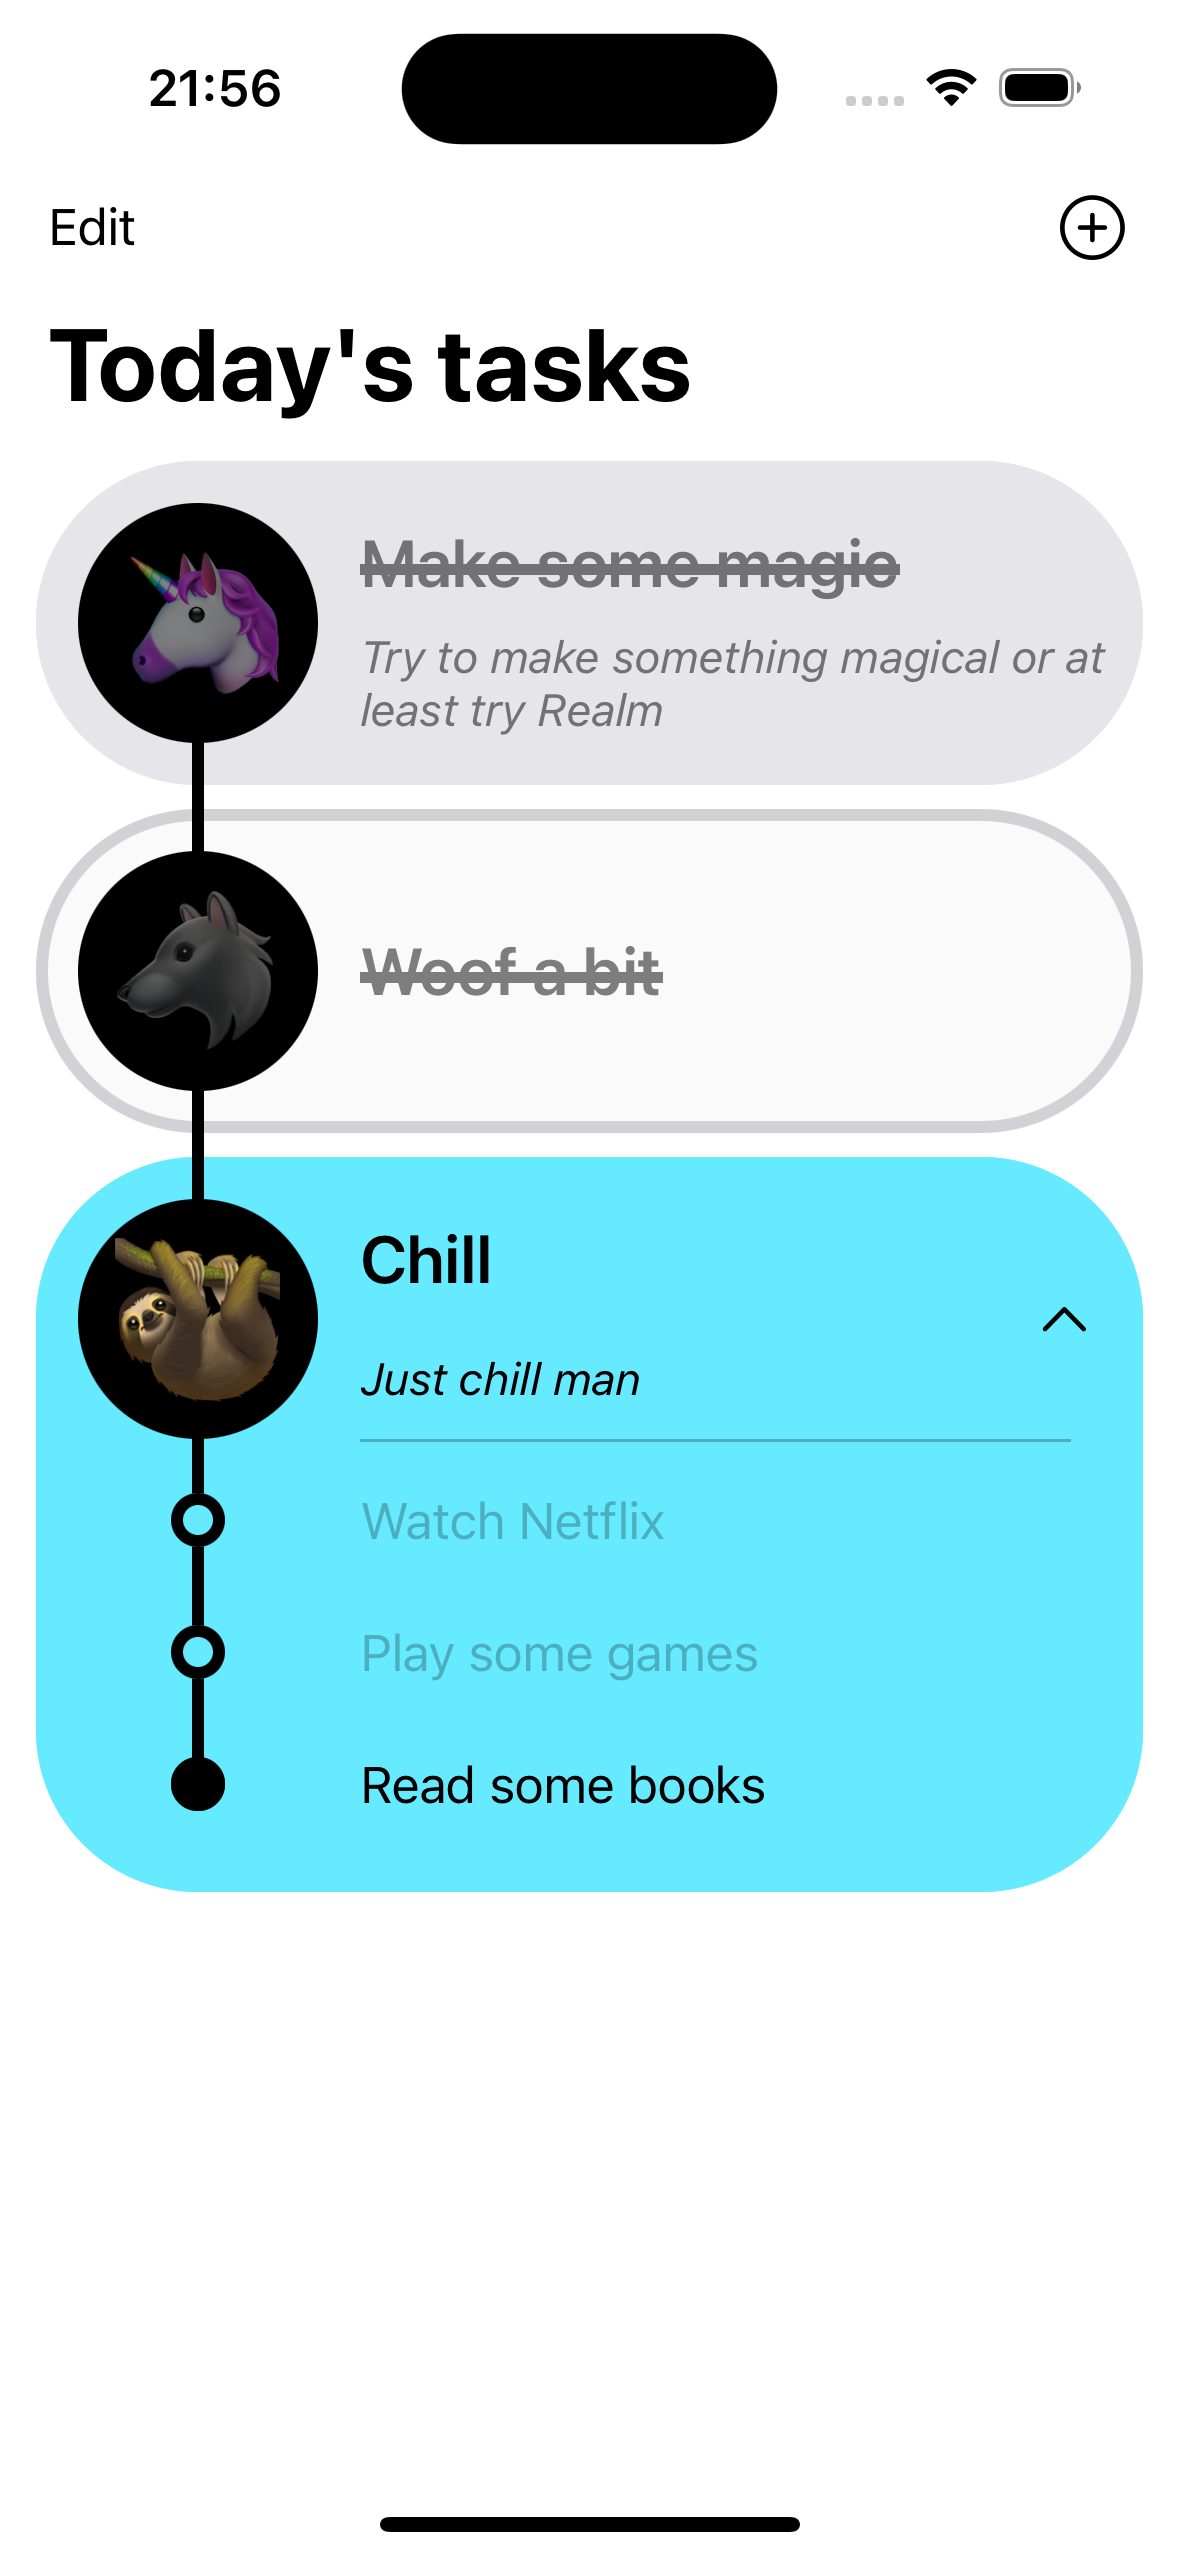 21:56
Edit
Today's tasks
Make some magic
Try to make something magical or at
least try Realm
Woof a bit
Chill
Just chill man
Watch Netflix
Play some games
Read some books